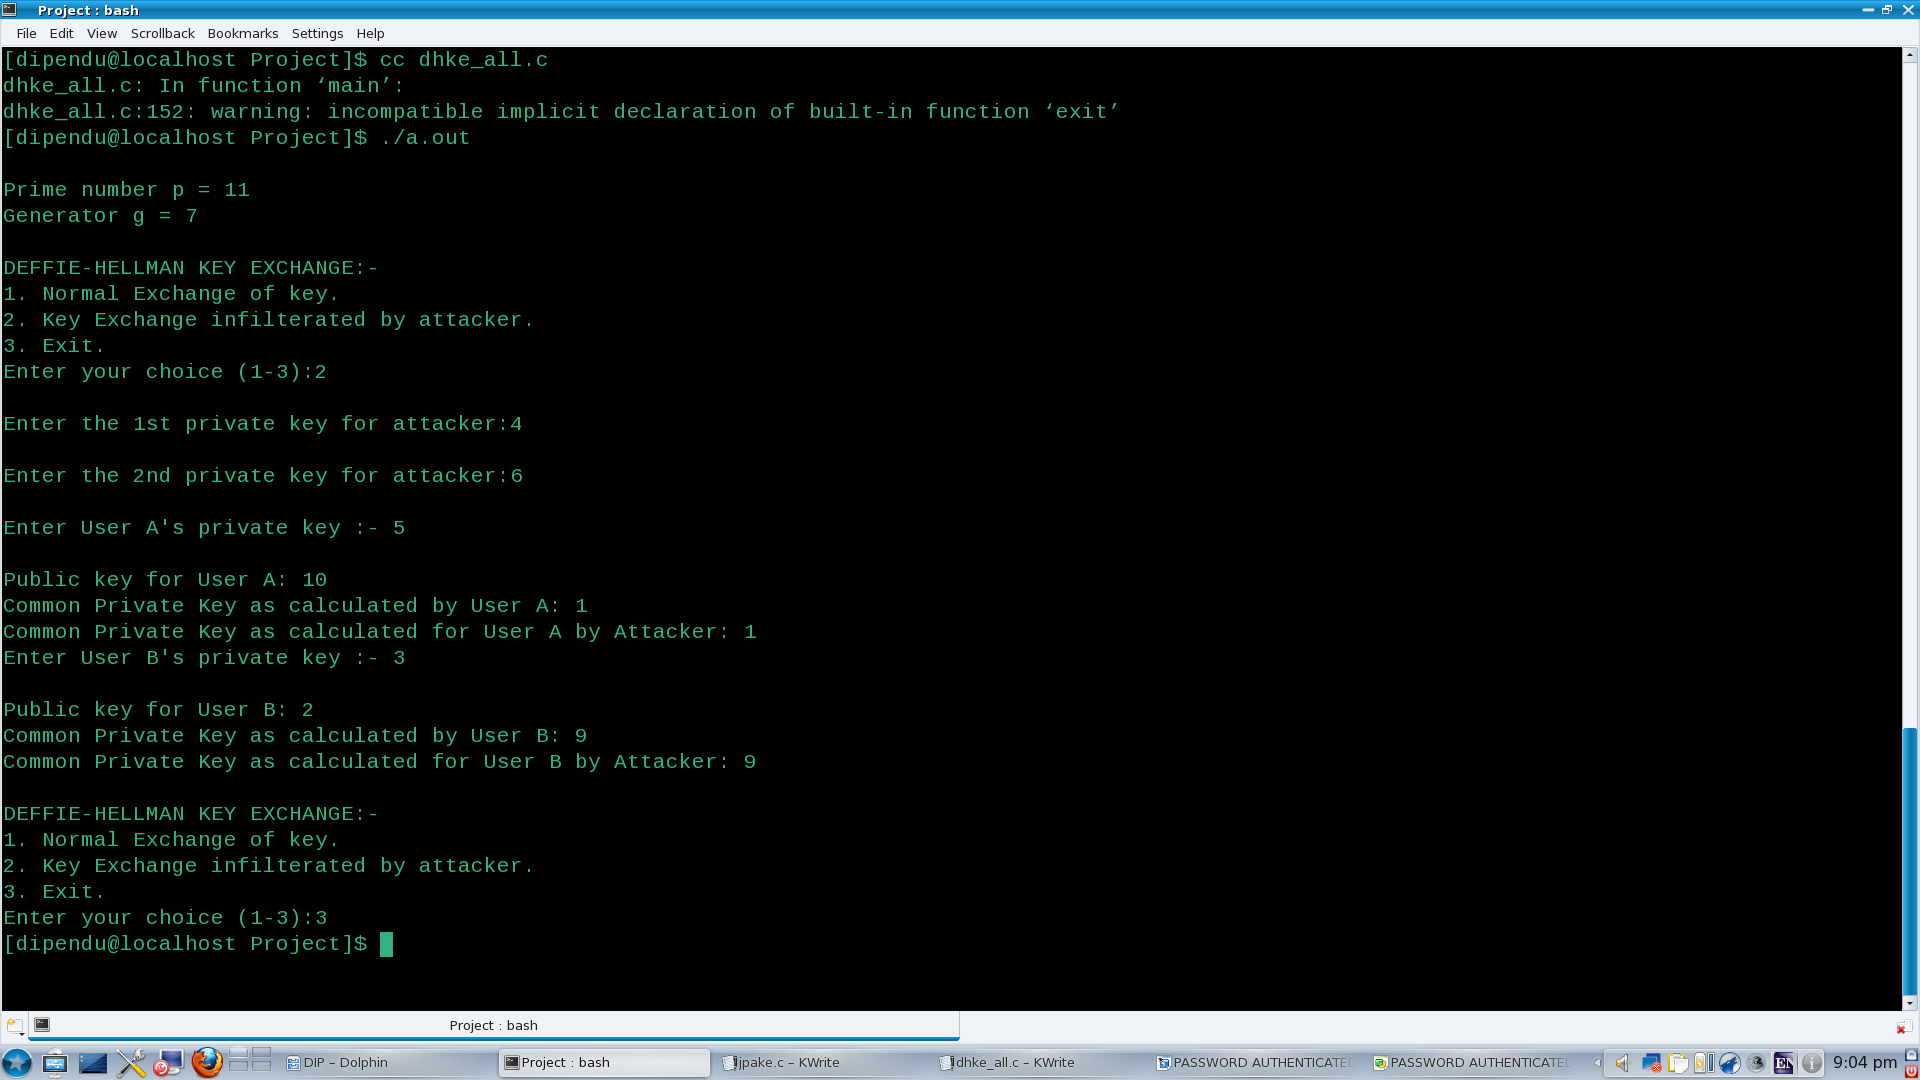 Project : bash
File Edit View Scrollback Bookmarks Settings Help
[dipendu@localhost Project]$ cc dhke_all.c
dhke_all.c: In function ‘main’:
dhke_all.c:152: warning: incompatible implicit declaration of built-in function ‘exit’
[dipendu@localhost Project]$ ./a.out
Prime number p = 11
Generator g = 7
DEFFIE-HELLMAN KEY EXCHANGE:-
1. Normal Exchange of key.
2. Key Exchange infilterated by attacker.
3. Exit.
Enter your choice (1-3):2
Enter the 1st private key for attacker:4
Enter the 2nd private key for attacker:6
Enter User A's private key :- 5
Public key for User A: 10
Common Private Key as calculated by User A: 1
Common Private Key as calculated for User A by Attacker: 1
Enter User B's private key :- 3
Public key for User B: 2
Common Private Key as calculated by User B: 9
Common Private Key as calculated for User B by Attacker: 9
DEFFIE-HELLMAN KEY EXCHANGE:-
1. Normal Exchange of key.
2. Key Exchange infilterated by attacker.
3. Exit.
Enter your choice (1-3):3
[dipendu@localhost Project]$
Project : bash
DIP – Dolphin Project : bash jpake.c – KWrite dhke_all.c – KWrite PASSWORD AUTHENTICATED PASSWORD AUTHENTICATED EN 9:04 pm